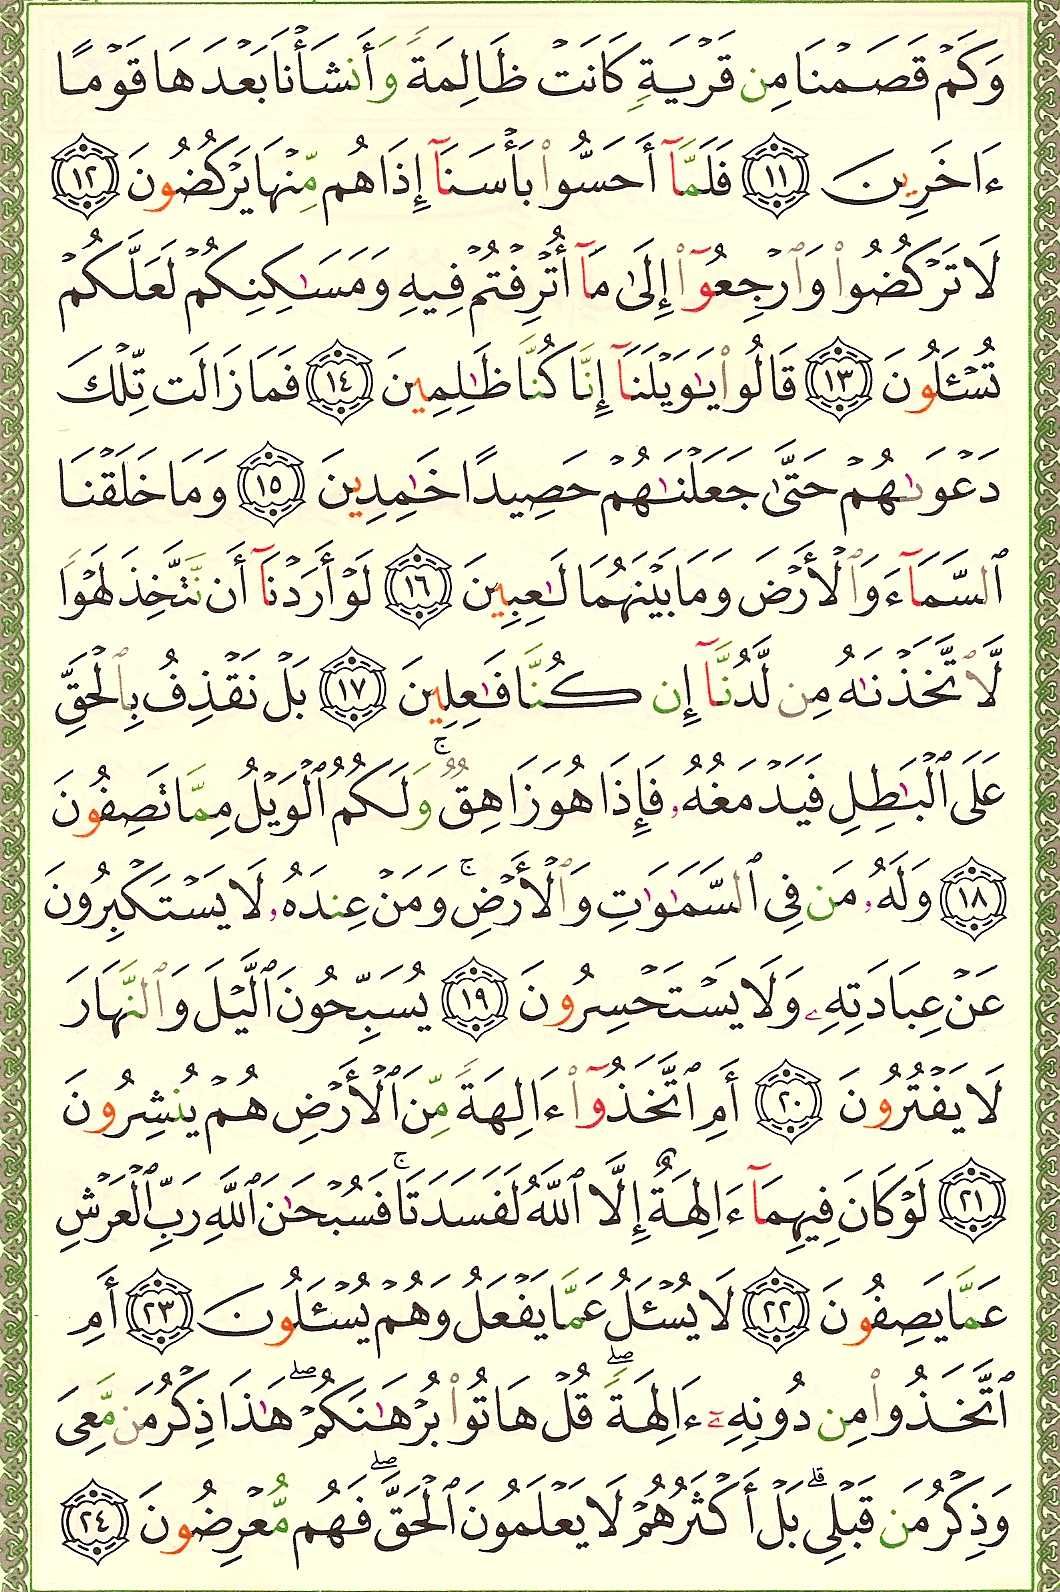 وَكَمْ قَصَمْنَا مِن قَرْيَةٍ كَانَتْ ظَالِمَةً وَأَنشَأْنَا بَعْدَهَا قَوْمًا
ءَاخَرِينَ ١١ فَلَمَّآ أَحَسُّوا۟ بَأْسَنَآ إِذَا هُم مِّنْهَا يَرْكُضُونَ ١٢
لَا تَرْكُضُوا۟ وَٱرْجِعُوٓا۟ إِلَىٰ مَآ أُتْرِفْتُمْ فِيهِ وَمَسَـٰكِنِكُمْ لَعَلَّكُمْ
تُسْـَٔلُونَ ١٣ قَالُوا۟ يَـٰوَيْلَنَآ إِنَّا كُنَّا ظَـٰلِمِينَ ١٤ فَمَا زَالَت تِّلْكَ
دَعْوَىٰهُمْ حَتَّىٰ جَعَلْنَـٰهُمْ حَصِيدًا خَـٰمِدِينَ ١٥ وَمَا خَلَقْنَا
ٱلسَّمَآءَ وَٱلْأَرْضَ وَمَا بَيْنَهُمَا لَـٰعِبِينَ ١٦ لَوْ أَرَدْنَآ أَن نَّتَّخِذَ لَهْوًا
لَّٱتَّخَذْنَـٰهُ مِن لَّدُنَّآ إِن كُنَّا فَـٰعِلِينَ ١٧ بَلْ نَقْذِفُ بِٱلْحَقِّ
عَلَى ٱلْبَـٰطِلِ فَيَدْمَغُهُۥ فَإِذَا هُوَ زَاهِقٌ ۚ وَلَكُمُ ٱلْوَيْلُ مِمَّا تَصِفُونَ
١٨ وَلَهُۥ مَن فِى ٱلسَّمَـٰوَٰتِ وَٱلْأَرْضِ ۚ وَمَنْ عِندَهُۥ لَا يَسْتَكْبِرُونَ
عَنْ عِبَادَتِهِۦ وَلَا يَسْتَحْسِرُونَ ١٩ يُسَبِّحُونَ ٱلَّيْلَ وَٱلنَّهَارَ
لَا يَفْتُرُونَ ٢٠ أَمِ ٱتَّخَذُوٓا۟ ءَالِهَةً مِّنَ ٱلْأَرْضِ هُمْ يُنشِرُونَ
٢١ لَوْ كَانَ فِيهِمَآ ءَالِهَةٌ إِلَّا ٱللَّهُ لَفَسَدَتَا ۚ فَسُبْحَـٰنَ ٱللَّهِ رَبِّ ٱلْعَرْشِ
عَمَّا يَصِفُونَ ٢٢ لَا يُسْـَٔلُ عَمَّا يَفْعَلُ وَهُمْ يُسْـَٔلُونَ ٢٣ أَمِ
ٱتَّخَذُوا۟ مِن دُونِهِۦٓ ءَالِهَةً ۖ قُلْ هَاتُوا۟ بُرْهَـٰنَكُمْ ۖ هَـٰذَا ذِكْرُ مَن مَّعِىَ
وَذِكْرُ مَن قَبْلِى ۗ بَلْ أَكْثَرُهُمْ لَا يَعْلَمُونَ ٱلْحَقَّ ۖ فَهُم مُّعْرِضُونَ ٢٤